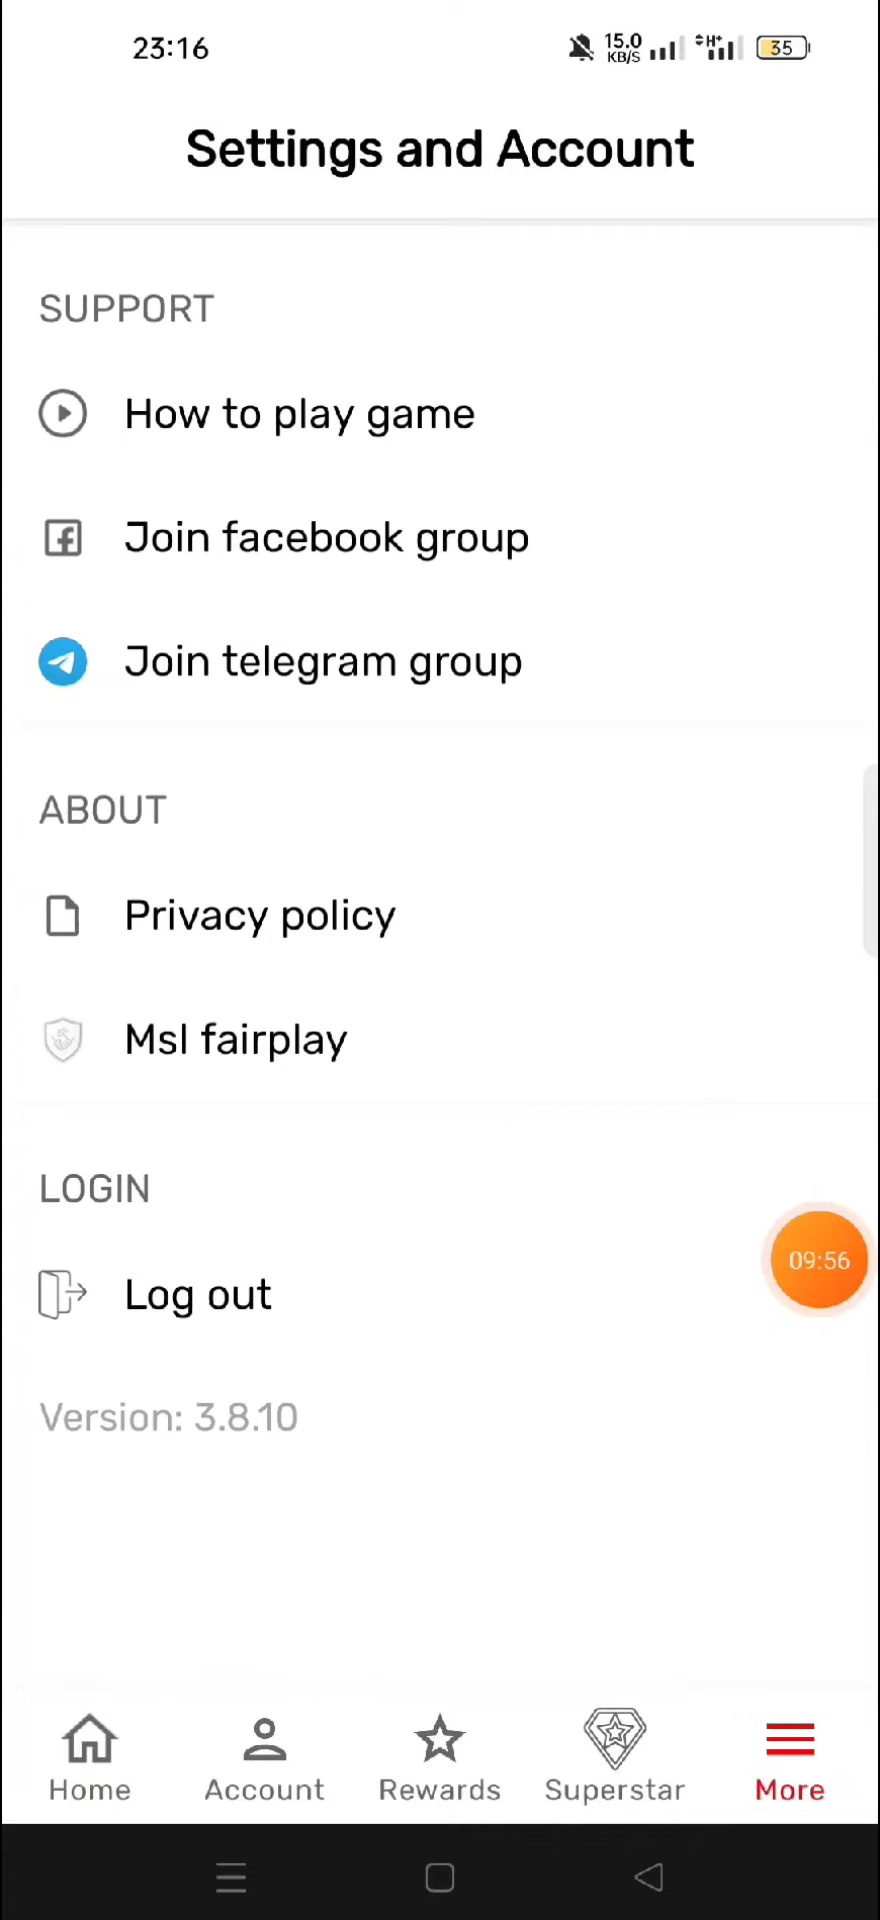 23:16
15.0
KB/S
H+
35
Settings and Account
SUPPORT
How to play game
Join facebook group
Join telegram group
ABOUT
Privacy policy
Msl fairplay
LOGIN
09:56
Log out
Version: 3.8.10
Home Account Rewards Superstar More